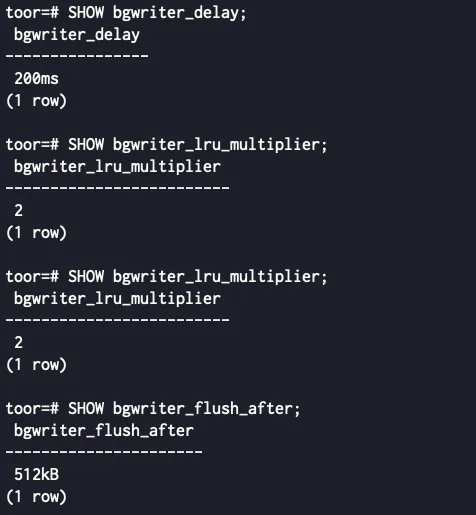 toor=# SHOW bgwriter_delay;
 bgwriter_delay
----------------
 200ms
(1 row)

toor=# SHOW bgwriter_lru_multiplier;
 bgwriter_lru_multiplier
-------------------------
 2
(1 row)

toor=# SHOW bgwriter_lru_multiplier;
 bgwriter_lru_multiplier
-------------------------
 2
(1 row)

toor=# SHOW bgwriter_flush_after;
 bgwriter_flush_after
----------------------
 512kB
(1 row)